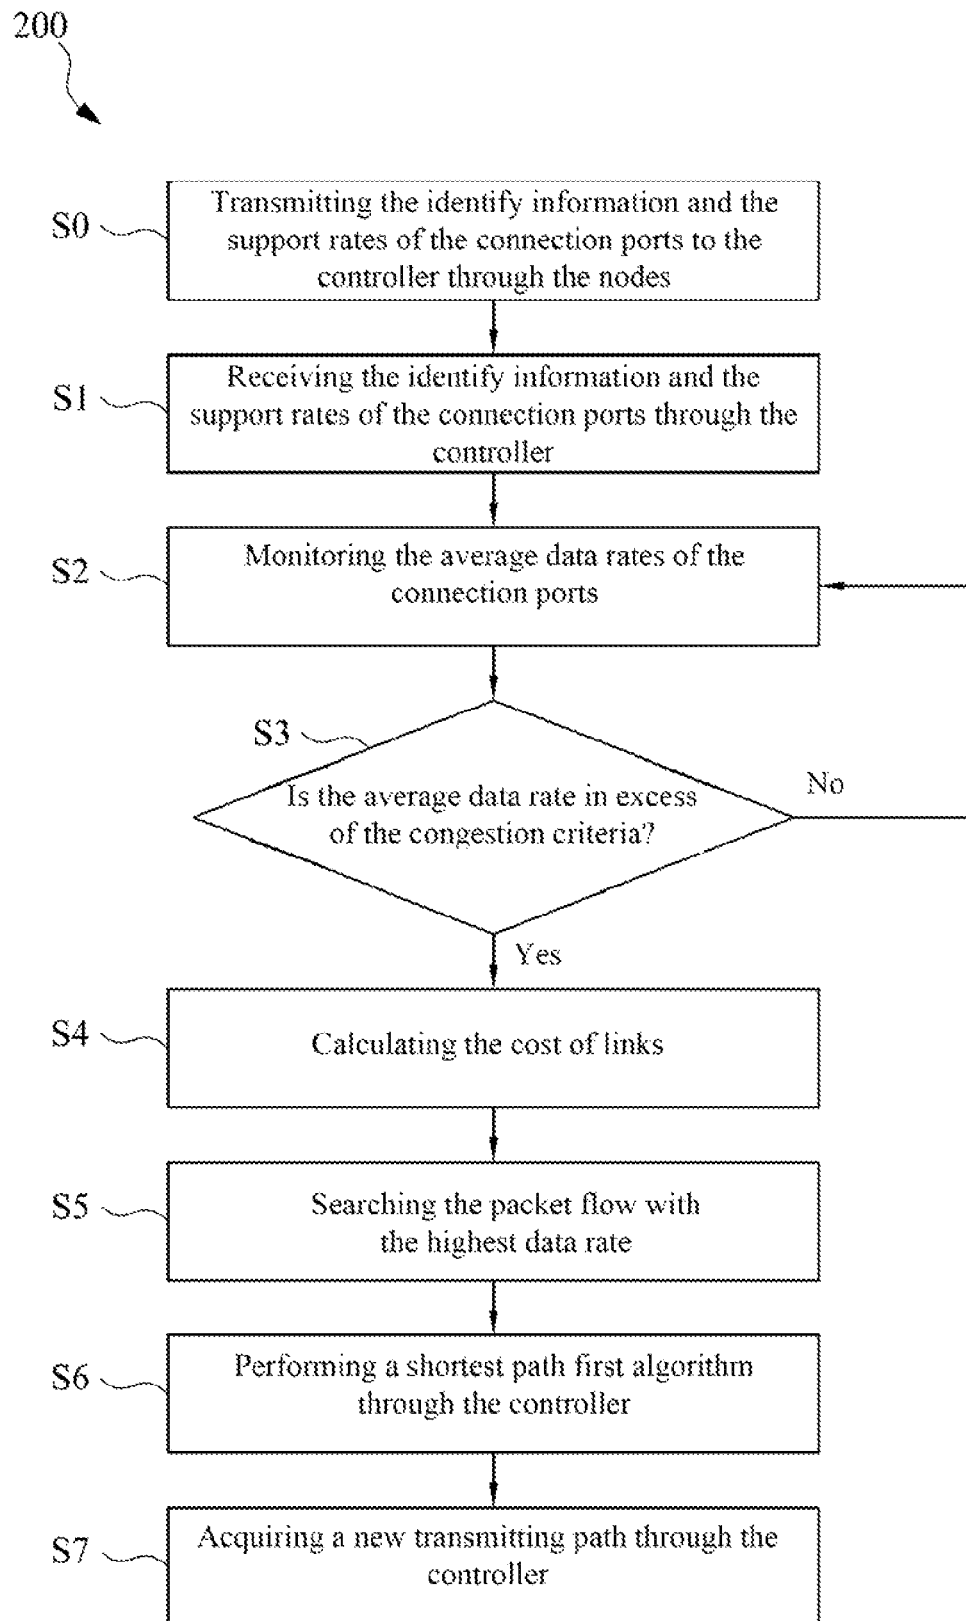 200
S0
Transmitting the identify information and the
support rates of the connection ports to the
controller through the nodes
S1
Receiving the identify information and the
support rates of the connection ports through the
controller
S2
Monitoring the average data rates of the
connection ports
S3
Is the average data rate in excess
of the congestion criteria?
No
Yes
S4
Calculating the cost of links
S5
Searching the packet flow with
the highest data rate
S6
Performing a shortest path first algorithm
through the controller
S7
Acquiring a new transmitting path through the
controller